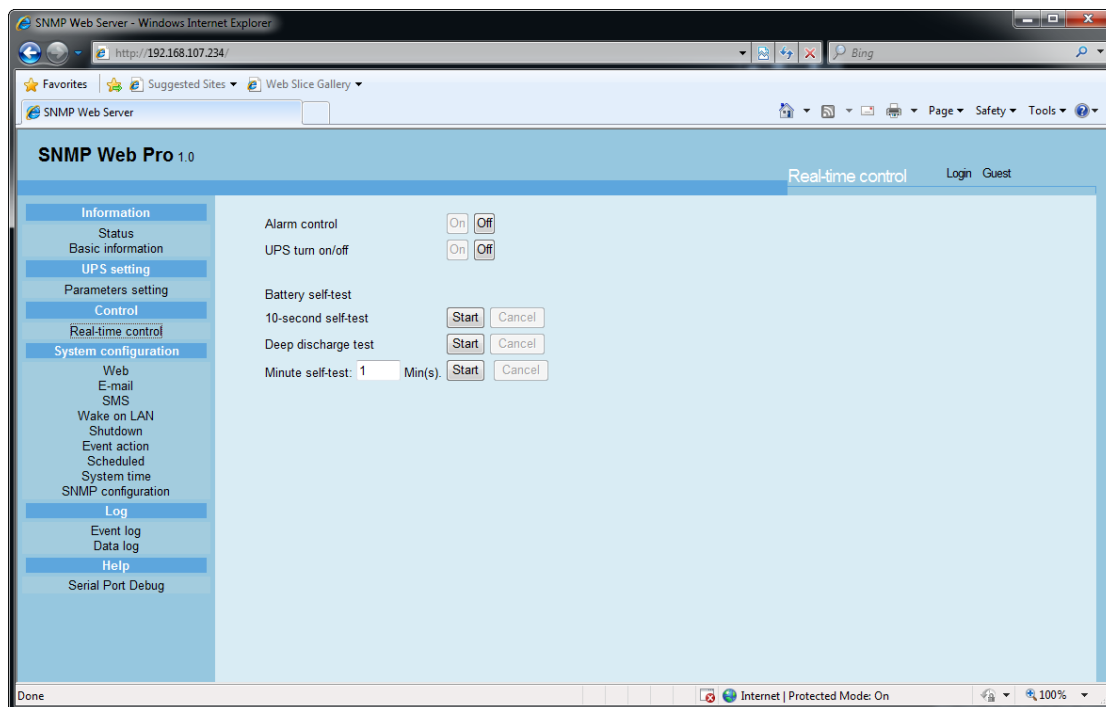 SNMP Web Server - Windows Internet Explorer
http://192.168.107.234/
Bing
Favorites Suggested Sites Web Slice Gallery
SNMP Web Server
Page Safety Tools
SNMP Web Pro 1.0
Real-time control Login Guest
Information
Status
Basic information
UPS setting
Parameters setting
Control
Real-time control
System configuration
Web
E-mail
SMS
Wake on LAN
Shutdown
Event action
Scheduled
System time
SNMP configuration
Log
Event log
Data log
Help
Serial Port Debug
Alarm control On Off
UPS turn on/off On Off
Battery self-test
10-second self-test Start Cancel
Deep discharge test Start Cancel
Minute self-test: 1 Min(s). Start Cancel
Done
Internet | Protected Mode: On
100%